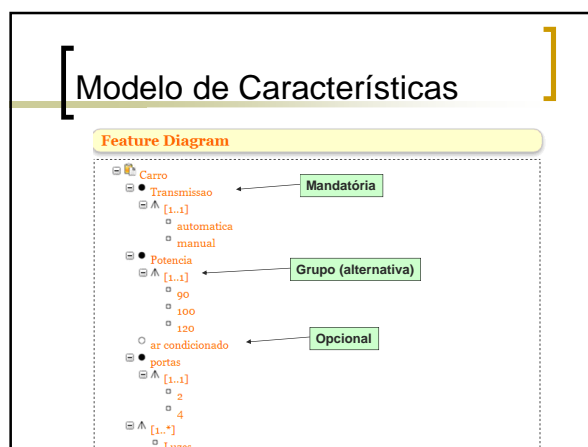 Modelo de Características
Feature Diagram
Carro
Transmissao
Mandatória
[1..1]
automatica
manual
Potencia
[1..1]
Grupo (alternativa)
90
100
120
ar condicionado
Opcional
portas
[1..1]
2
4
[1..*]
Luzes